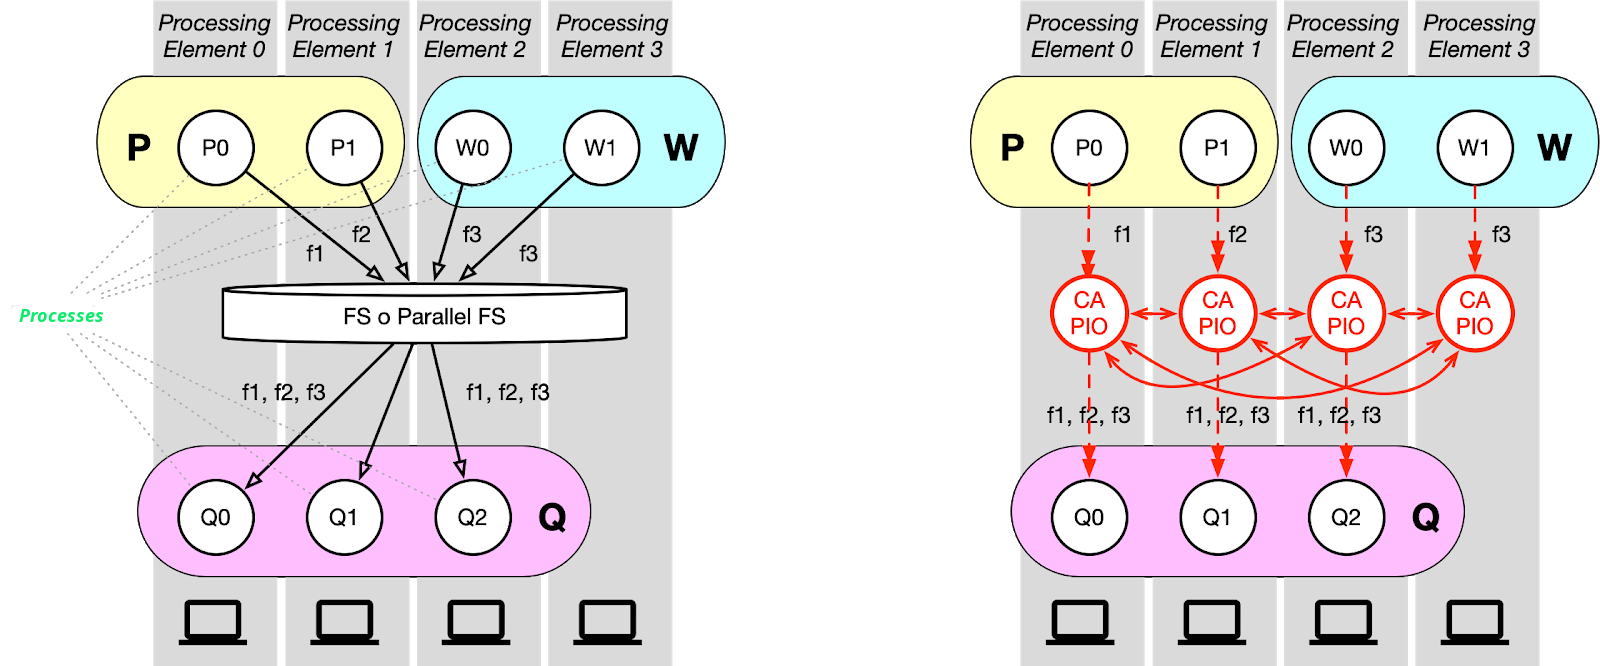 Processing Element 0
Processing Element 1
Processing Element 2
Processing Element 3
P
P0
P1
W0
W1
W
f1
f2
f3
f3
Processes
FS o Parallel FS
f1, f2, f3
f1, f2, f3
Q0
Q1
Q2
Q
Processing Element 0
Processing Element 1
Processing Element 2
Processing Element 3
P
P0
P1
W0
W1
W
f1
f2
f3
f3
CA
PIO
CA
PIO
CA
PIO
CA
PIO
f1, f2, f3
f1, f2, f3
f1, f2, f3
Q0
Q1
Q2
Q